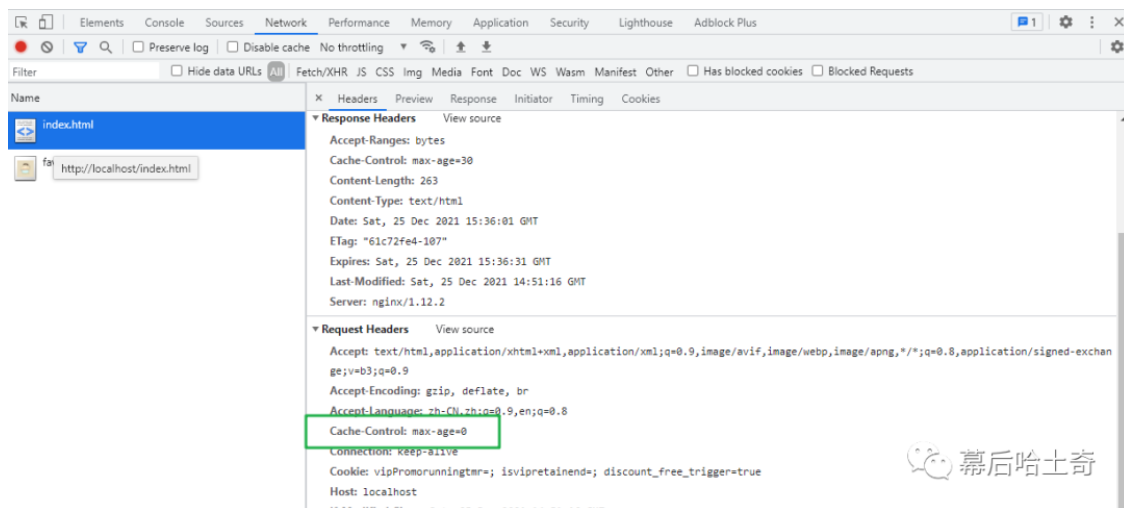 Elements Console Sources Network Performance Memory Application Security Lighthouse Adblock Plus 1
Preserve log Disable cache No throttling
Filter Hide data URLs All Fetch/XHR JS CSS Img Media Font Doc WS Wasm Manifest Other Has blocked cookies Blocked Requests
Name × Headers Preview Response Initiator Timing Cookies
index.html
fa
http://localhost/index.html
Response Headers View source
Accept-Ranges: bytes
Cache-Control: max-age=30
Content-Length: 263
Content-Type: text/html
Date: Sat, 25 Dec 2021 15:36:01 GMT
ETag: "61c72fe4-107"
Expires: Sat, 25 Dec 2021 15:36:31 GMT
Last-Modified: Sat, 25 Dec 2021 14:51:16 GMT
Server: nginx/1.12.2
Request Headers View source
Accept: text/html,application/xhtml+xml,application/xml;q=0.9,image/avif,image/webp,image/apng,*/*;q=0.8,application/signed-exchan
ge;v=b3;q=0.9
Accept-Encoding: gzip, deflate, br
Accept-Language: zh-CN,zh;q=0.9,en;q=0.8
Cache-Control: max-age=0
Connection: keep-alive
Cookie: vipPromorunningtmr=; isvipretainend=; discount_free_trigger=true
Host: localhost
幕后哈士奇